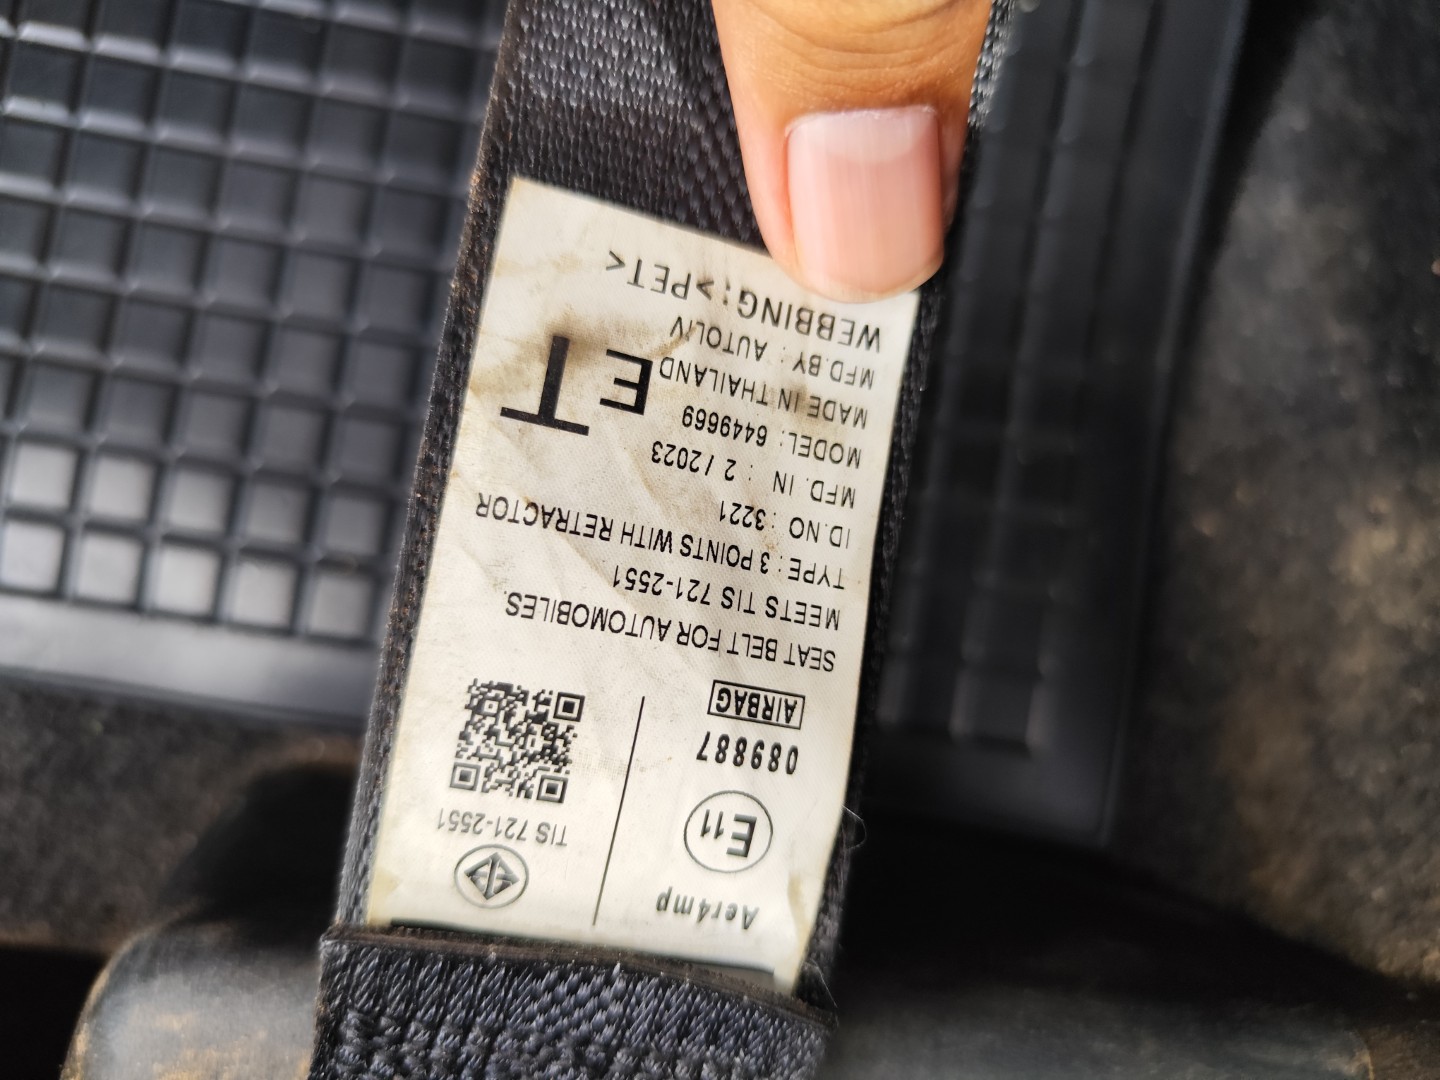 Aer4mp
E11
089887
AIRBAG
TIS 721-2551
SEAT BELT FOR AUTOMOBILES.
MEETS TIS 721-2551
TYPE : 3 POINTS WITH RETRACTOR
ID.NO : 3221
MFD. IN : 2 / 2023
MODEL : 6449669
MADE IN THAILAND
MFD.BY : AUTOLIV
WEBBING : >PET<
ET